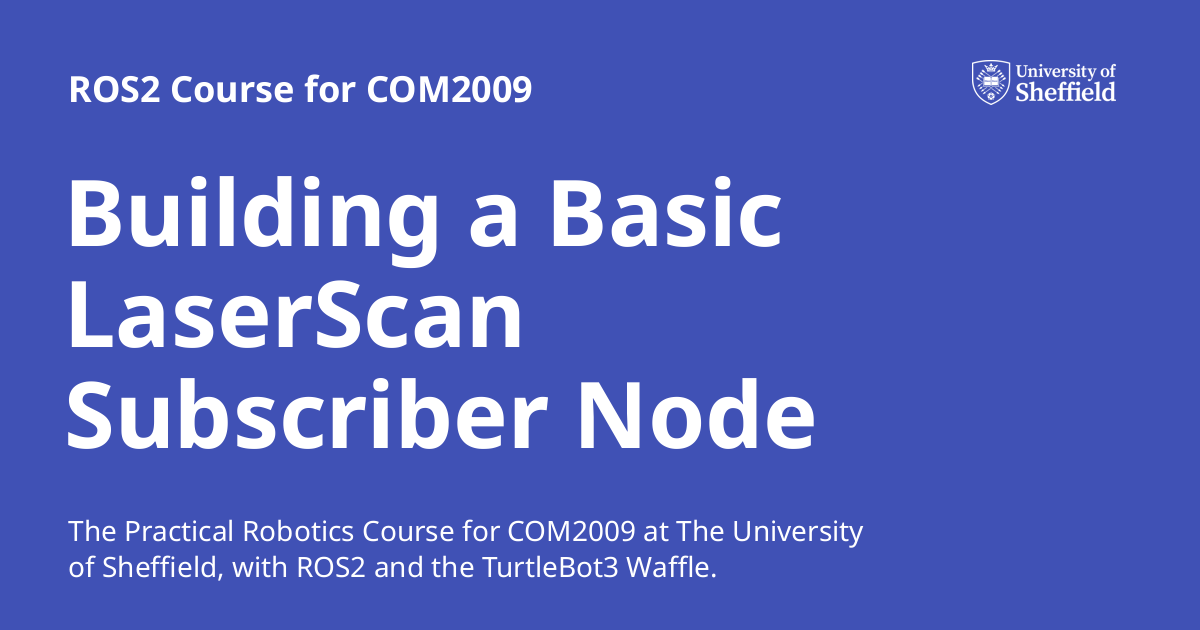 ROS2 Course for COM2009
University of
Sheffield
Building a Basic
LaserScan
Subscriber Node
The Practical Robotics Course for COM2009 at The University
of Sheffield, with ROS2 and the TurtleBot3 Waffle.